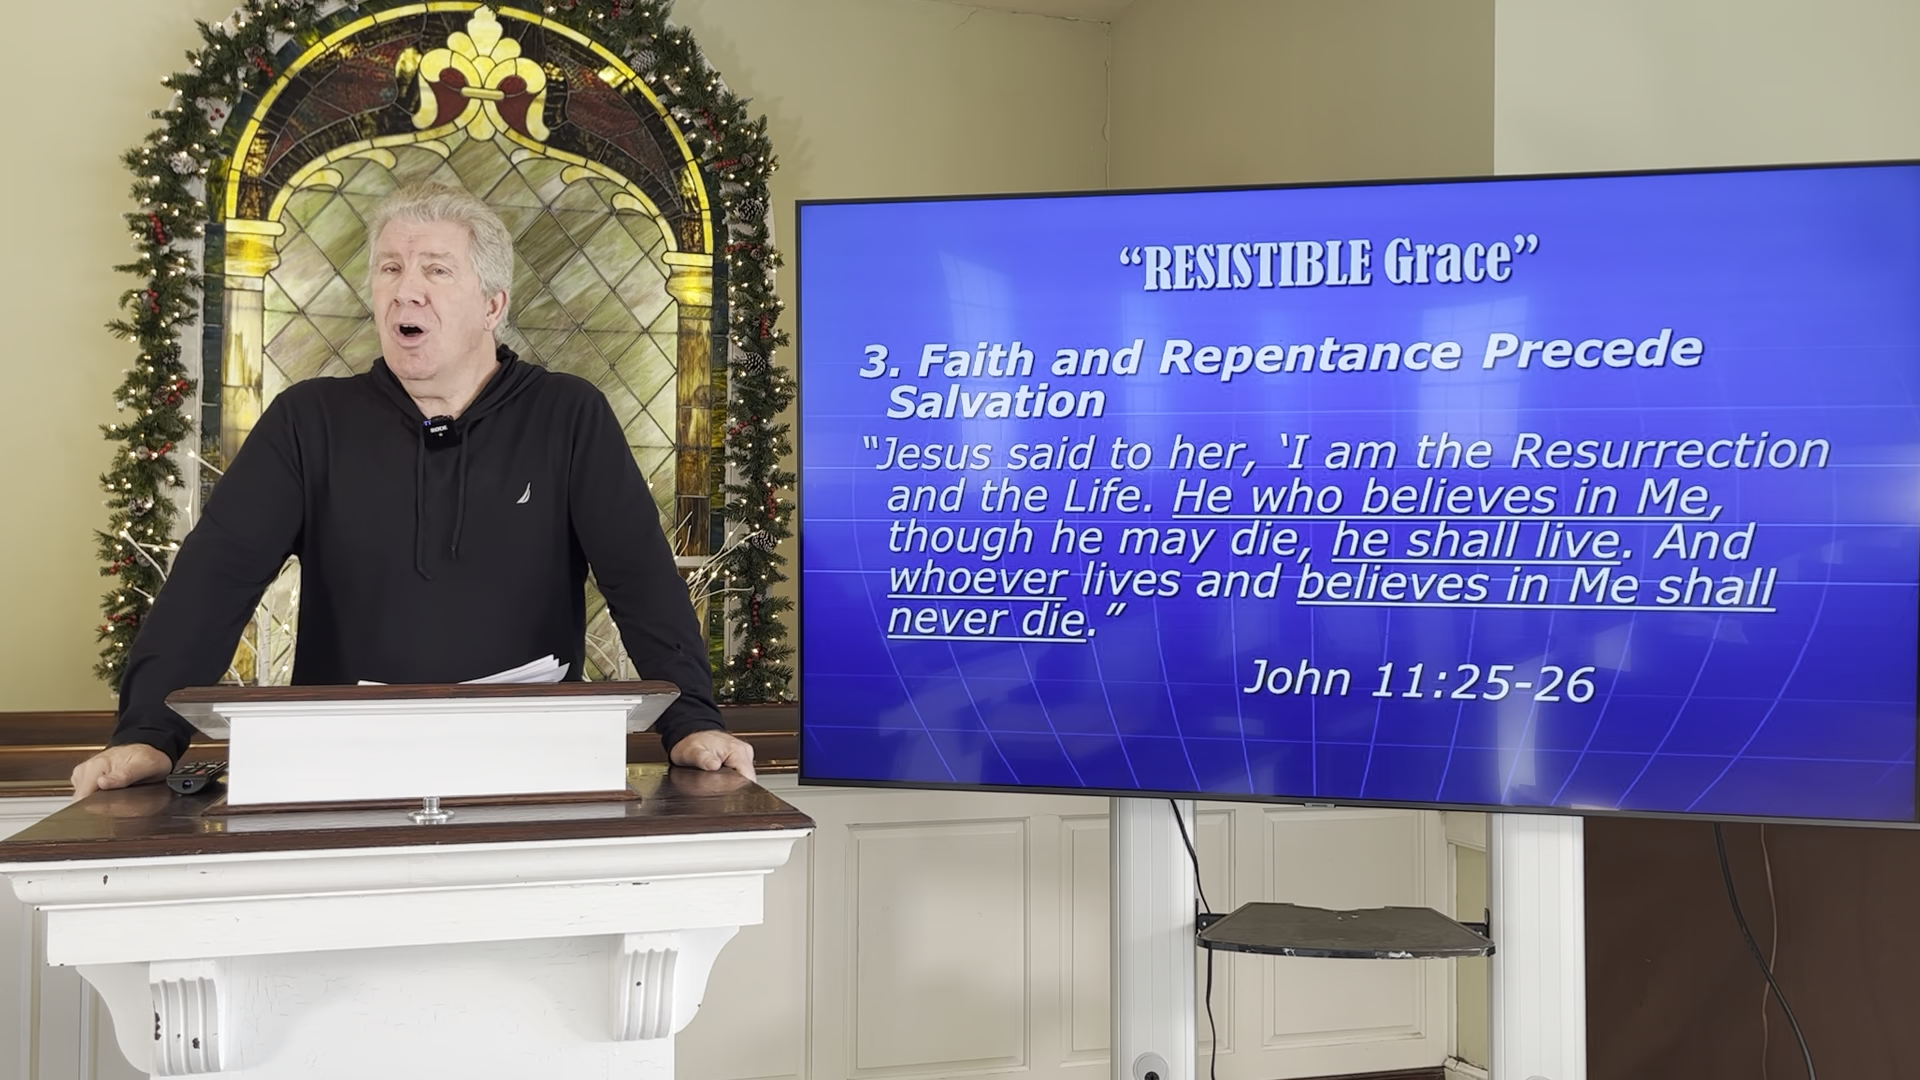 “RESISTIBLE Grace”
3. Faith and Repentance Precede
Salvation
“Jesus said to her, ‘I am the Resurrection
and the Life. He who believes in Me,
though he may die, he shall live. And
whoever lives and believes in Me shall
never die.”
John 11:25-26